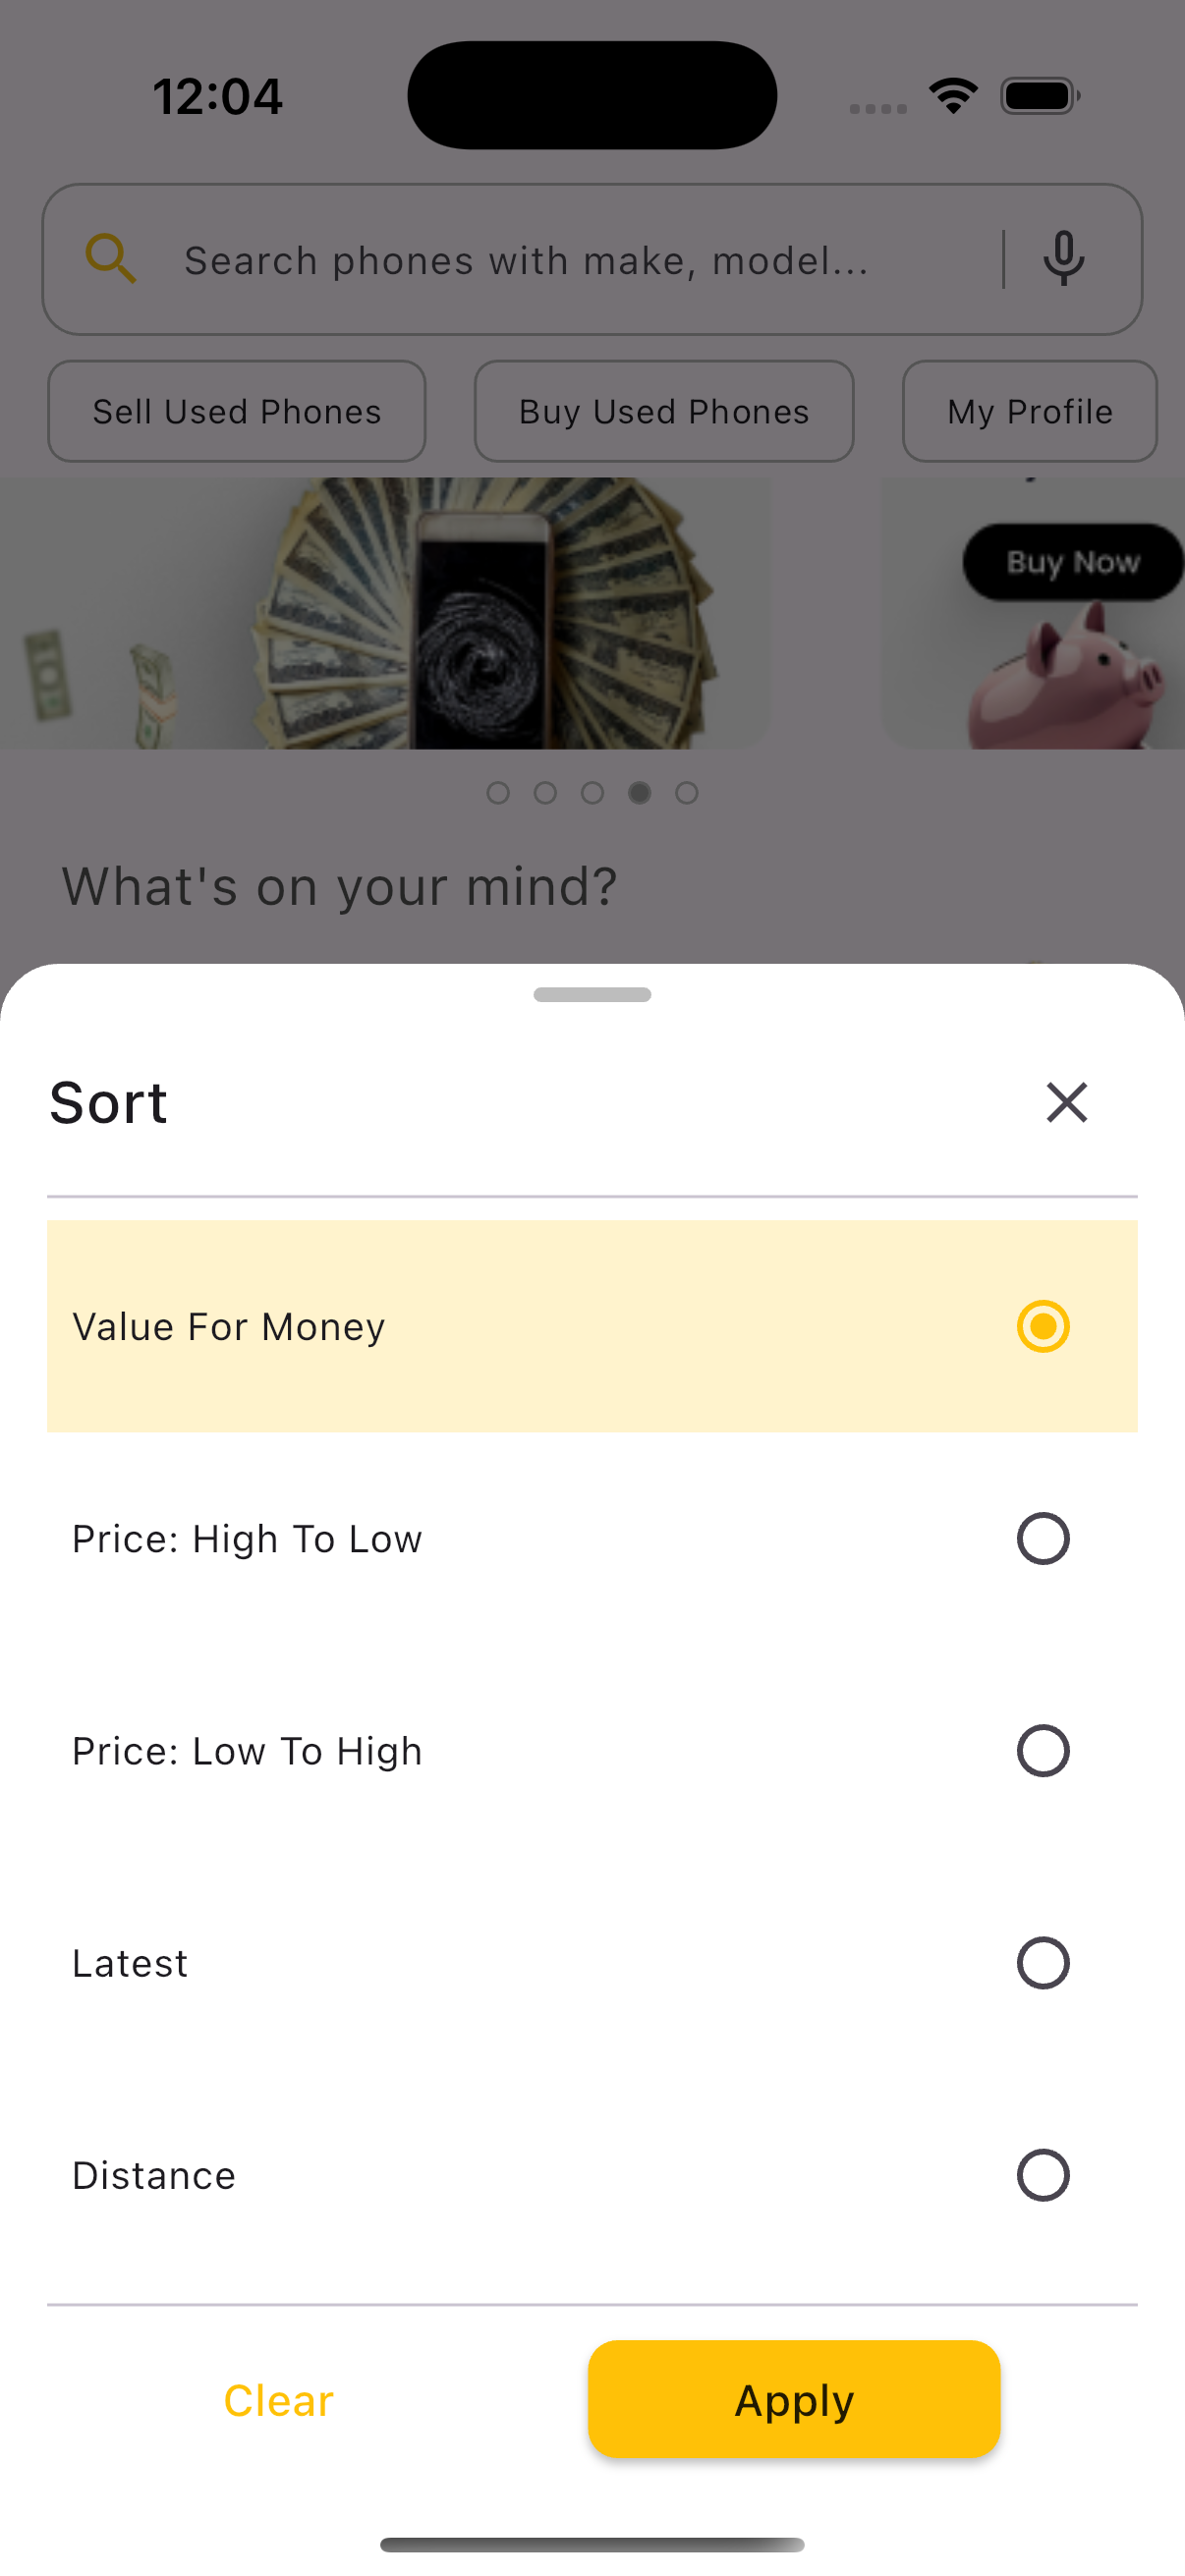 12:04
Search phones with make, model...
Sell Used Phones
Buy Used Phones
My Profile
Buy Now
What's on your mind?
Sort
Value For Money
Price: High To Low
Price: Low To High
Latest
Distance
Clear
Apply